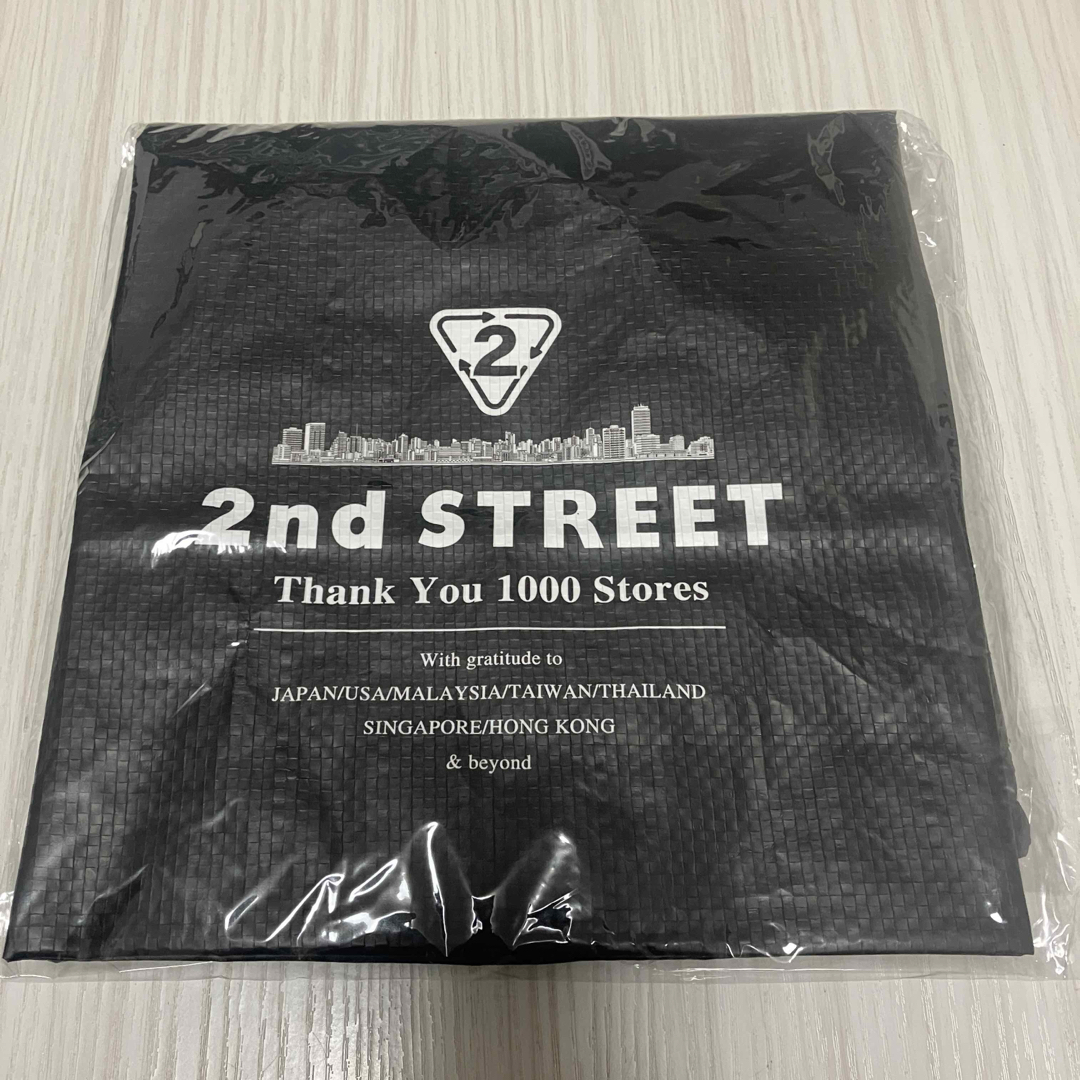 2
2nd STREET
Thank You 1000 Stores
With gratitude to
JAPAN/USA/MALAYSIA/TAIWAN/THAILAND
SINGAPORE/HONG KONG
& beyond